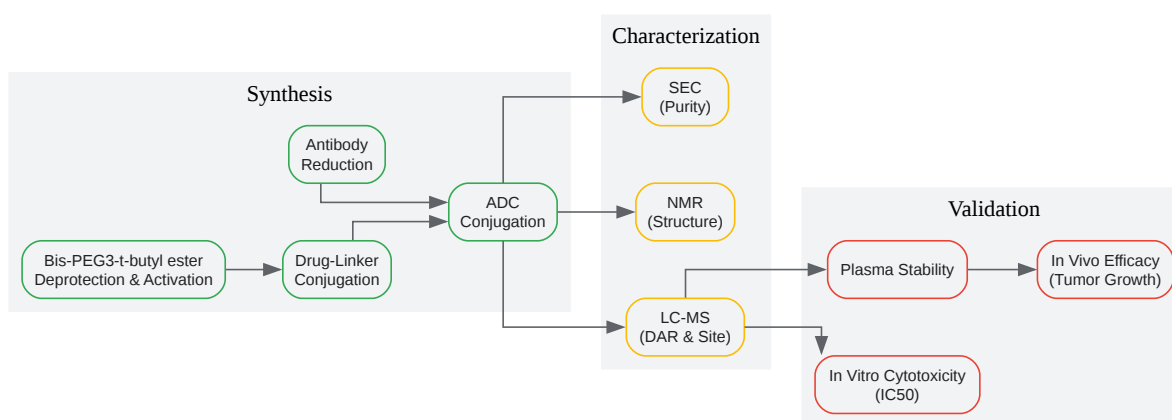 Synthesis
Antibody
Reduction
Bis-PEG3-t-butyl ester
Deprotection & Activation
Drug-Linker
Conjugation
ADC
Conjugation
Characterization
SEC
(Purity)
NMR
(Structure)
LC-MS
(DAR & Site)
Validation
Plasma Stability
In Vivo Efficacy
(Tumor Growth)
In Vitro Cytotoxicity
(IC50)